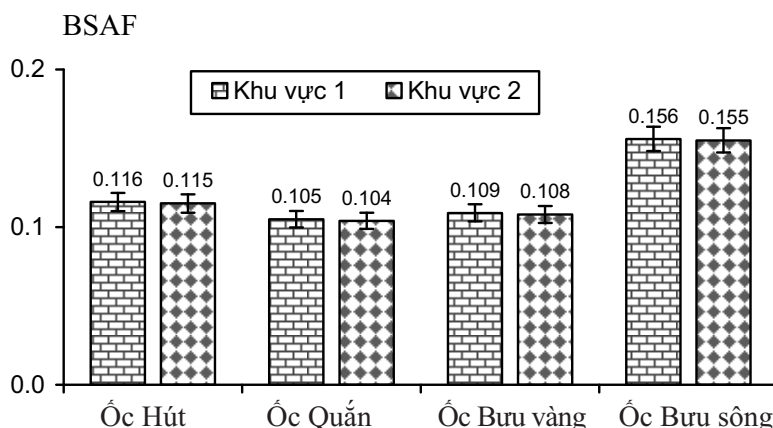 BSAF
0.2
Khu vực 1 Khu vực 2
0.156 0.155
0.116 0.115
0.105 0.104
0.109 0.108
0.1
0.0
Ốc Hút Ốc Quắn Ốc Bưu vàng Ốc Bưu sông